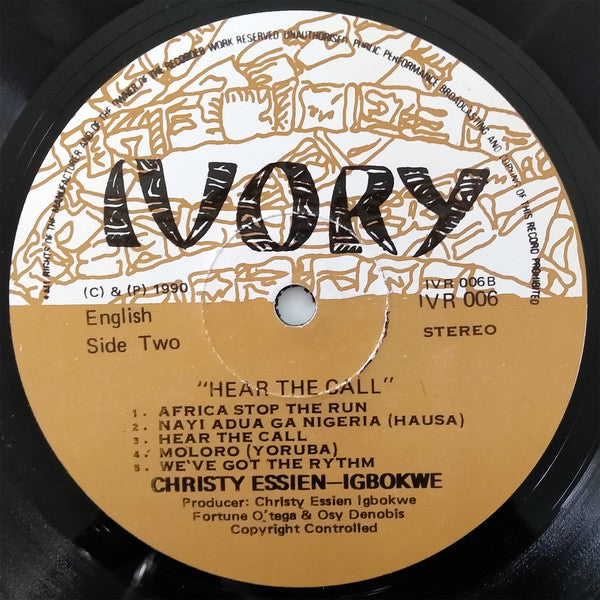 • ALL RIGHTS OF THE MANUFACTURER AND OF THE OWNER OF THE RECORDED WORK RESERVED UNAUTHORISED PUBLIC PERFORMANCE BROADCASTING AND COPYING OF THIS RECORD PROHIBITED
IVORY
(C) & (P) 1990
IVR 006B
IVR 006
English
Side Two
STEREO
"HEAR THE CALL"
1. AFRICA STOP THE RUN
2. NAYI ADUA GA NIGERIA (HAUSA)
3. HEAR THE CALL
4. MOLORO (YORUBA)
5. WE'VE GOT THE RYTHM
CHRISTY ESSIEN–IGBOKWE
Producer: Christy Essien Igbokwe
Fortune O'tega & Osy Denobis
Copyright Controlled